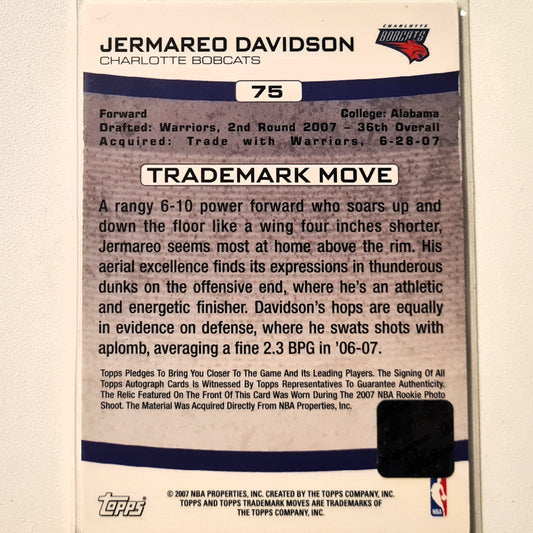 JERMAREO DAVIDSON
CHARLOTTE BOBCATS
CHARLOTTE
BOBCATS
75
Forward College: Alabama
Drafted: Warriors, 2nd Round 2007 – 36th Overall
Acquired: Trade with Warriors, 6-28-07
TRADEMARK MOVE
A rangy 6-10 power forward who soars up and
down the floor like a wing four inches shorter,
Jermareo seems most at home above the rim. His
aerial excellence finds its expressions in thunderous
dunks on the offensive end, where he's an athletic
and energetic finisher. Davidson's hops are equally
in evidence on defense, where he swats shots with
aplomb, averaging a fine 2.3 BPG in '06-07.
Topps Pledges To Bring You Closer To The Game And Its Leading Players. The Signing Of All
Topps Autograph Cards Is Witnessed By Topps Representatives To Guarantee Authenticity.
The Relic Featured On The Front Of This Card Was Worn During The 2007 NBA Rookie Photo
Shoot. The Material Was Acquired Directly From NBA Properties, Inc.
Topps
© 2007 NBA PROPERTIES, INC. CREATED BY THE TOPPS COMPANY, INC.
TOPPS AND TOPPS TRADEMARK MOVES ARE TRADEMARKS OF
THE TOPPS COMPANY, INC.
NBA